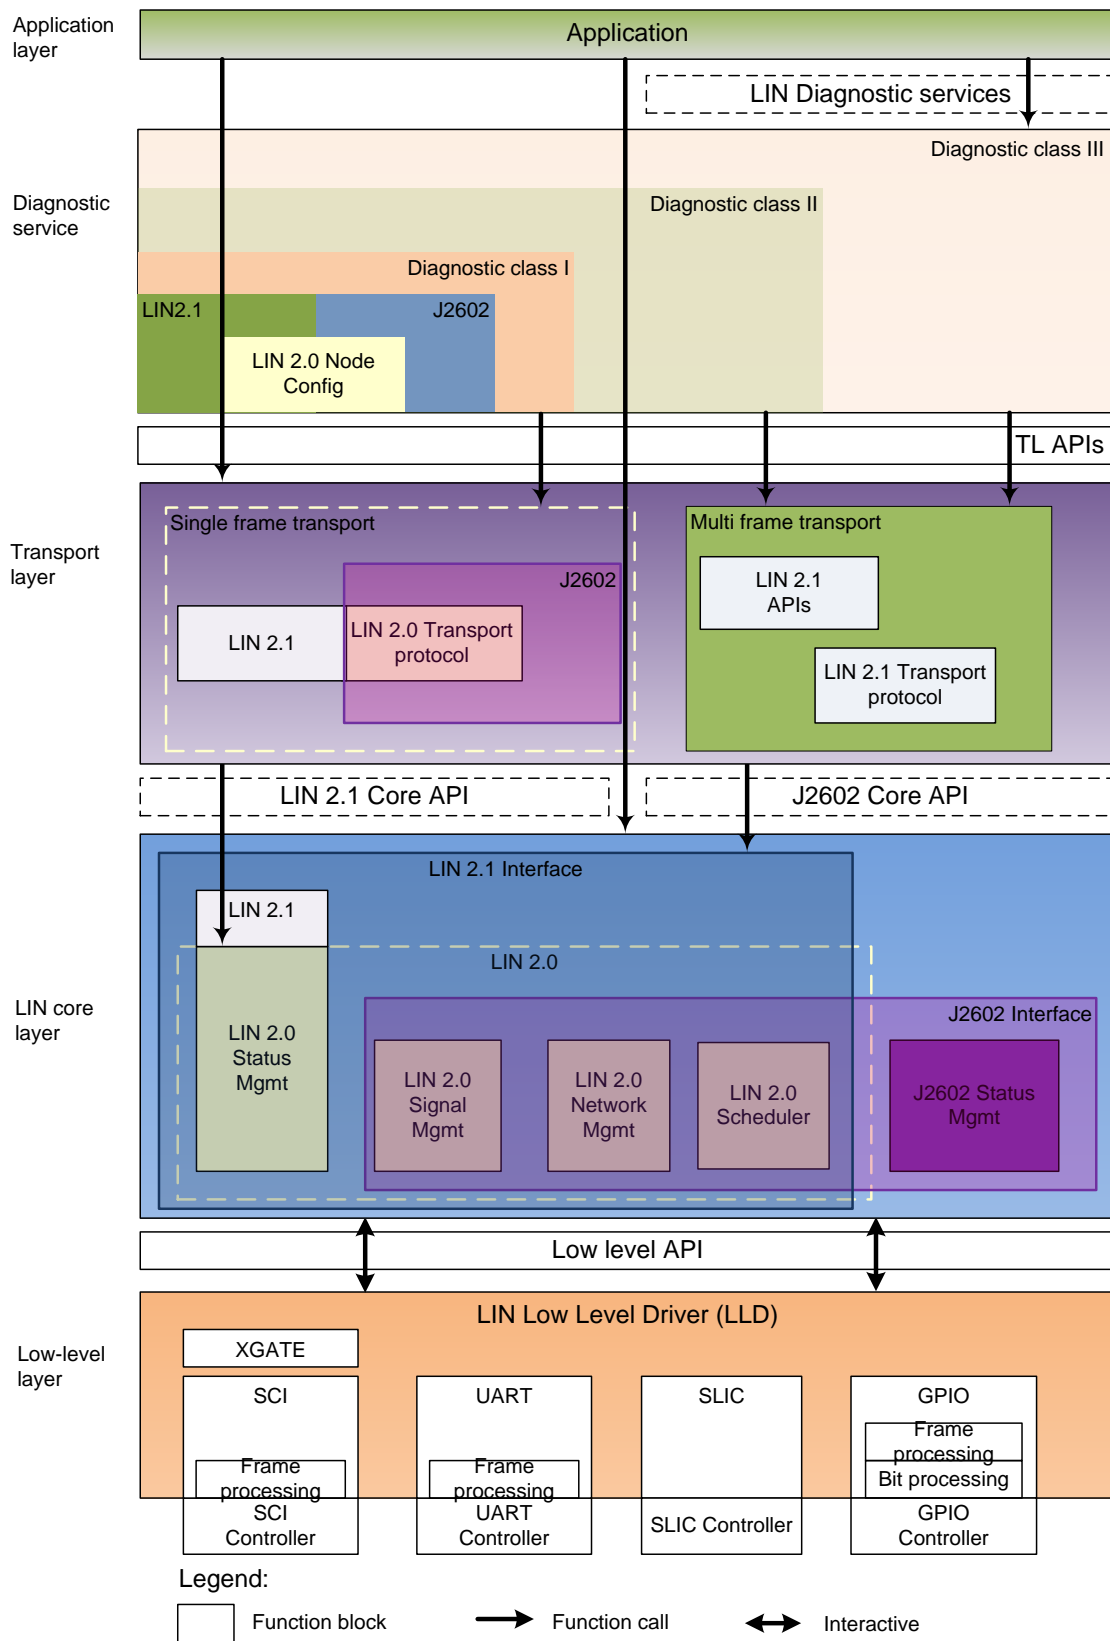 Application
layer
Application
LIN Diagnostic services
Diagnostic class III
Diagnostic
service
Diagnostic class II
Diagnostic class I
LIN2.1
J2602
LIN 2.0 Node
Config
TL APIs
Transport
layer
Single frame transport
Multi frame transport
J2602
LIN 2.1
LIN 2.0 Transport
protocol
LIN 2.1
APIs
LIN 2.1 Transport
protocol
LIN 2.1 Core API
J2602 Core API
LIN core
layer
LIN 2.1 Interface
LIN 2.1
LIN 2.0
J2602 Interface
LIN 2.0
Status
Mgmt
LIN 2.0
Signal
Mgmt
LIN 2.0
Network
Mgmt
LIN 2.0
Scheduler
J2602 Status
Mgmt
Low level API
Low-level
layer
LIN Low Level Driver (LLD)
XGATE
SCI
UART
SLIC
GPIO
Frame
processing
Frame
processing
Frame
processing
Bit processing
SCI
Controller
UART
Controller
SLIC Controller
GPIO
Controller
Legend:
Function block
Function call
Interactive